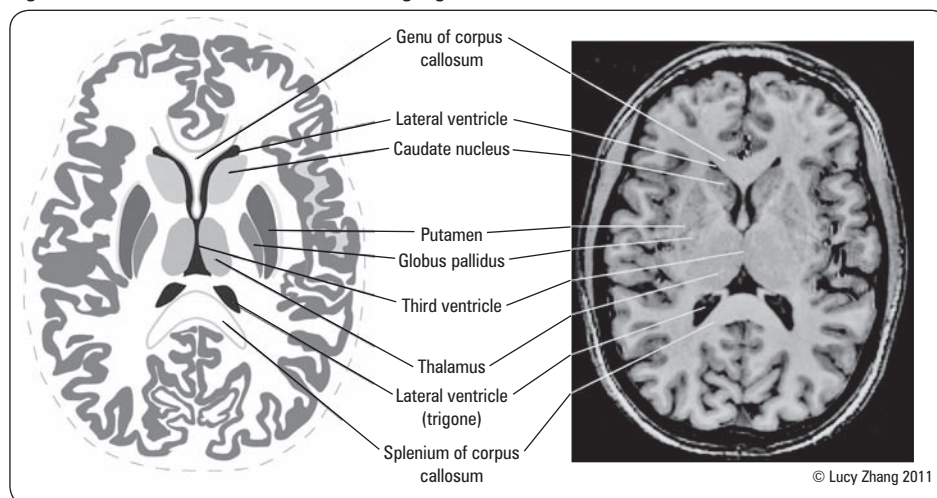 Genu of corpus
callosum
Lateral ventricle
Caudate nucleus
Putamen
Globus pallidus
Third ventricle
Thalamus
Lateral ventricle
(trigone)
Splenium of corpus
callosum
© Lucy Zhang 2011